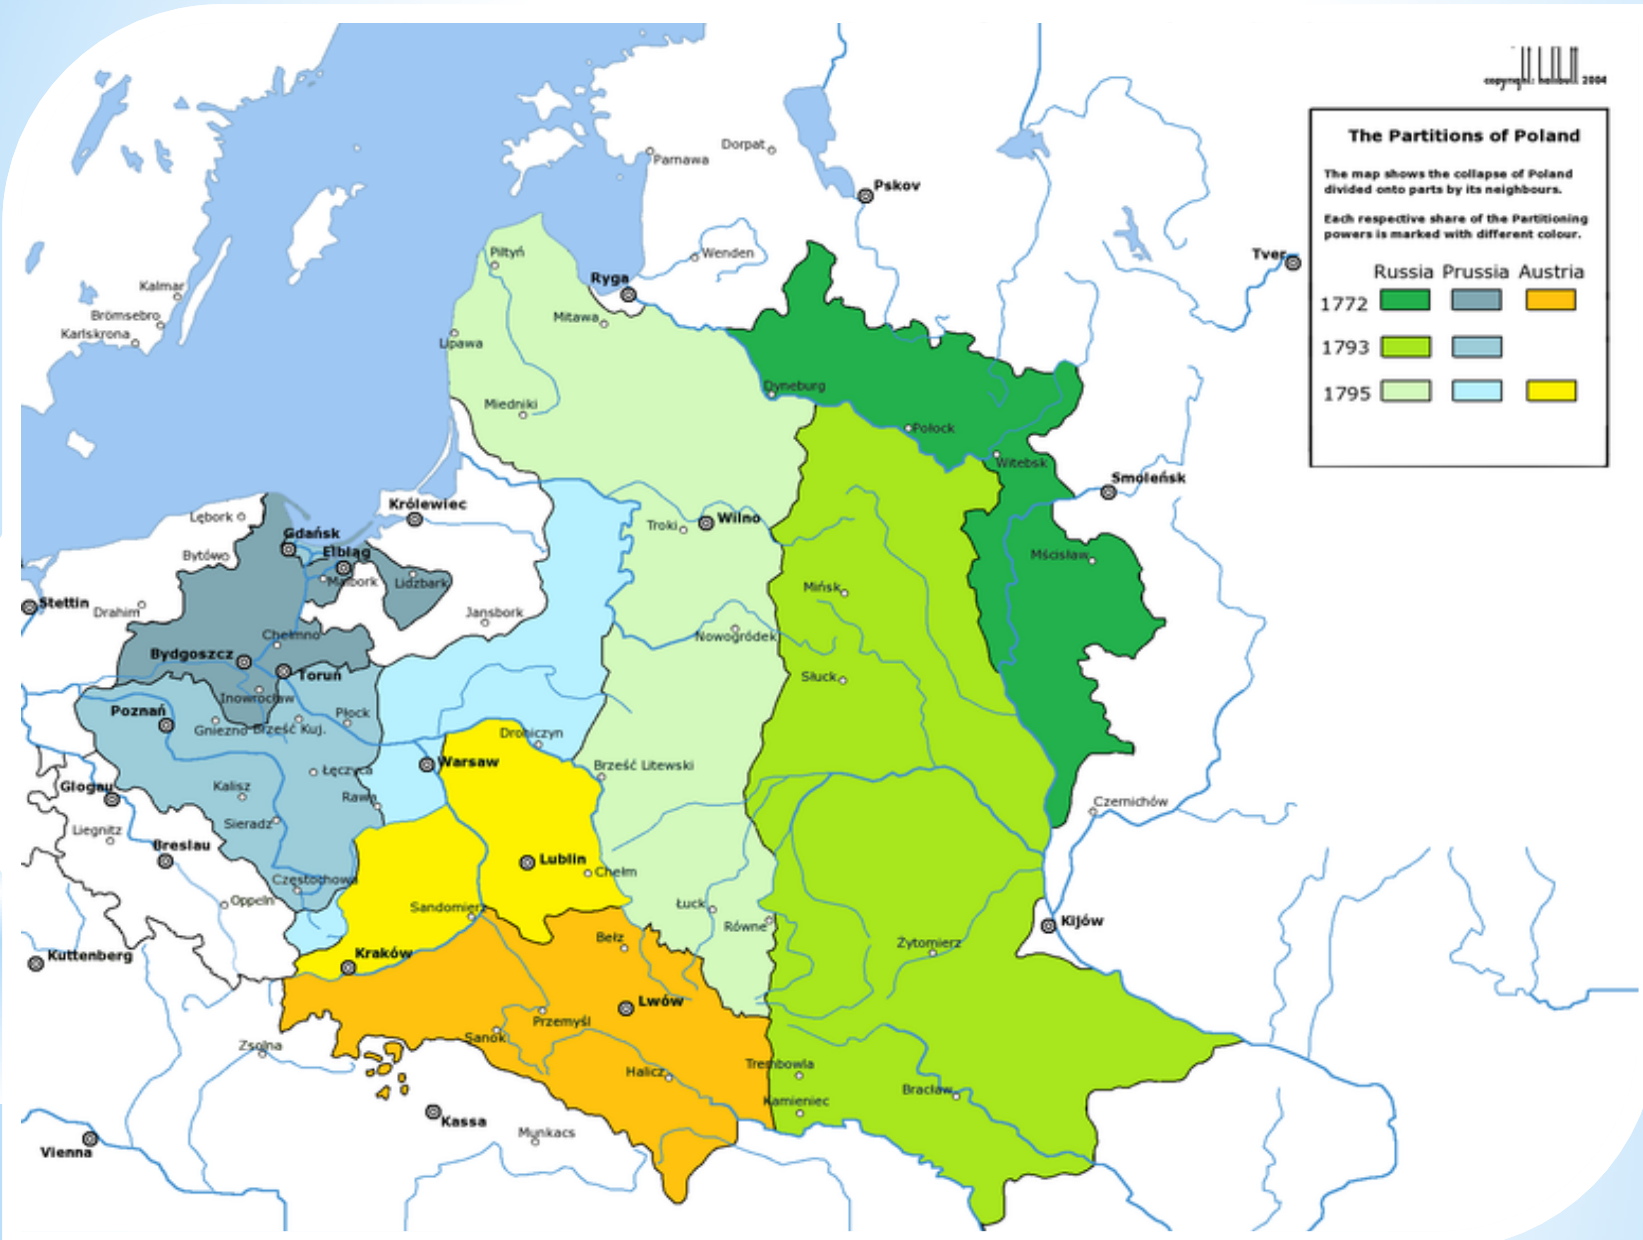 copyright: halibutt 2004
The Partitions of Poland
The map shows the collapse of Poland
divided onto parts by its neighbours.
Each respective share of the Partitioning
powers is marked with different colour.
Russia Prussia Austria
1772
1793
1795
Dorpat
Parnawa
Pskov
Tver
Piltyń
Wenden
Ryga
Kalmar
Brömsebro
Karlskrona
Mitawa
Lipawa
Dyneburg
Miedniki
Połock
Witebsk
Smoleńsk
Królewiec
Lębork
Gdańsk
Troki
Wilno
Bytów
Elbląg
Malbork
Lidzbark
Mścisław
Stettin
Drahim
Mińsk
Jansbork
Chełmno
Nowogródek
Bydgoszcz
Toruń
Słuck
Inowrocław
Poznań
Płock
Gniezno
Brześć Kuj.
Drohiczyn
Warsaw
Brześć Litewski
Łęczyca
Glogau
Kalisz
Rawa
Czernichów
Liegnitz
Sieradz
Breslau
Lublin
Chełm
Częstochowa
Oppeln
Sandomierz
Łuck
Równe
Kijów
Bełz
Żytomierz
Kuttenberg
Kraków
Lwów
Przemyśl
Sanok
Zsolna
Halicz
Trembowla
Bracław
Kamieniec
Kassa
Munkacs
Vienna